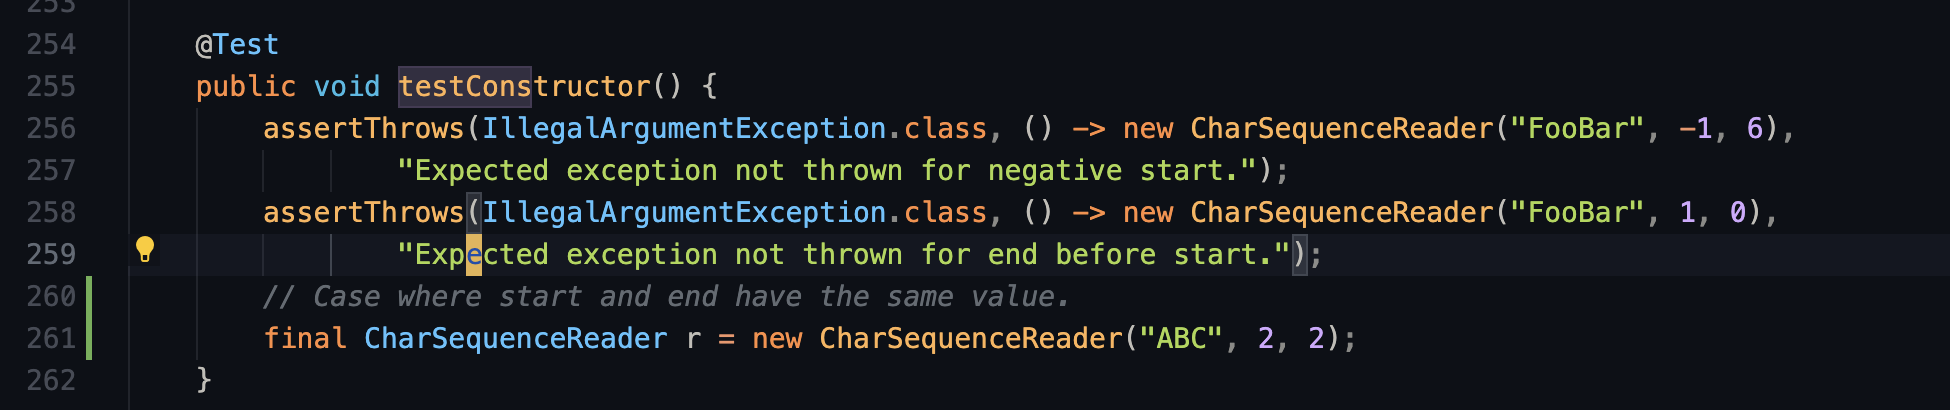 253
254 @Test
255 public void testConstructor() {
256 assertThrows(IllegalArgumentException.class, () -> new CharSequenceReader("FooBar", -1, 6),
257 "Expected exception not thrown for negative start.");
258 assertThrows(IllegalArgumentException.class, () -> new CharSequenceReader("FooBar", 1, 0),
259 "Expected exception not thrown for end before start.");
260 // Case where start and end have the same value.
261 final CharSequenceReader r = new CharSequenceReader("ABC", 2, 2);
262 }